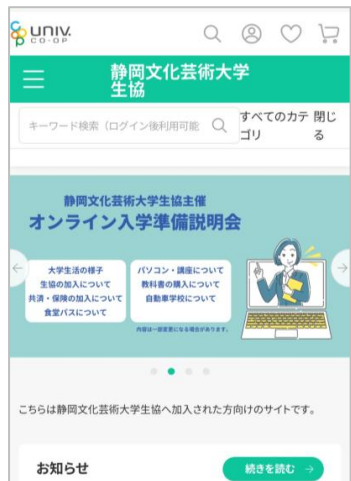 univ.
CO-OP
静岡文化芸術大学
生協
キーワード検索（ログイン後利用可能
すべてのカテ
ゴリ
閉じ
る
静岡文化芸術大学生協主催
オンライン入学準備説明会
大学生活の様子
生協の加入について
共済・保険の加入について
食堂パスについて
パソコン・講座について
教科書の購入について
自動車学校について
内容は一部変更になる場合があります。
こちらは静岡文化芸術大学生協へ加入された方向けのサイトです。
お知らせ
続きを読む →